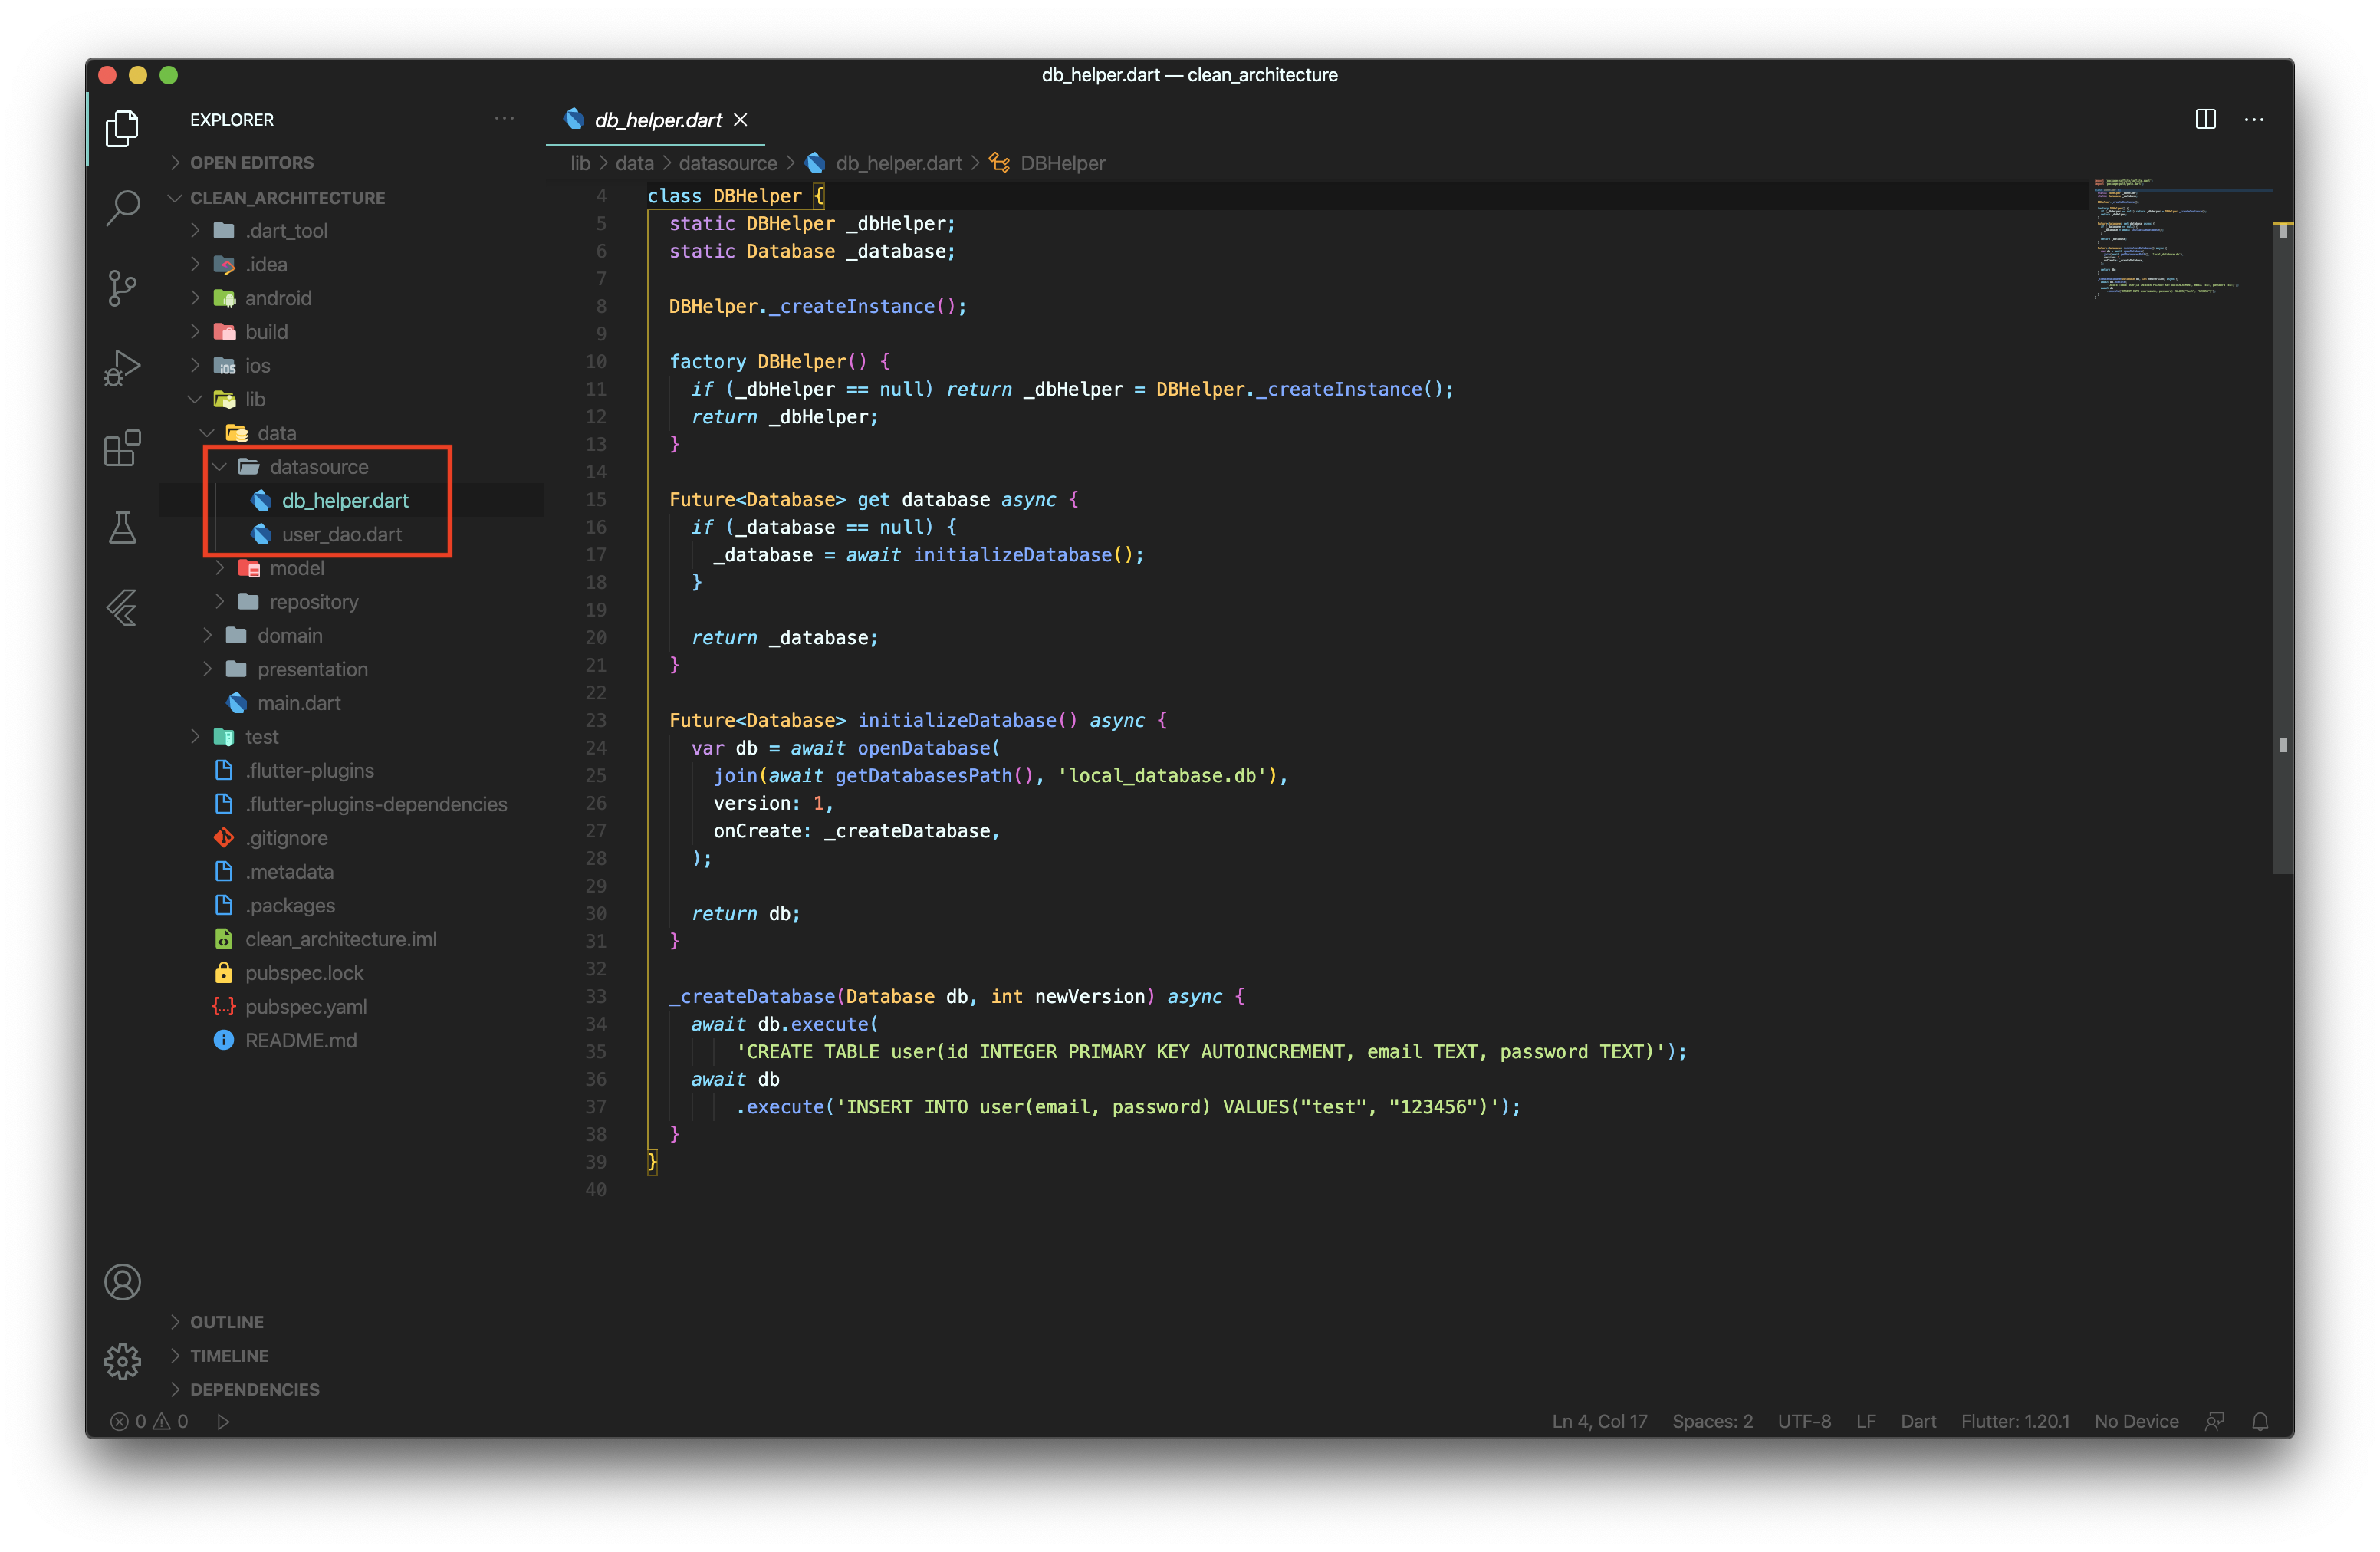 db_helper.dart — clean_architecture
EXPLORER
OPEN EDITORS
CLEAN_ARCHITECTURE
.dart_tool
.idea
android
build
ios
lib
data
datasource
db_helper.dart
user_dao.dart
model
repository
domain
presentation
main.dart
test
.flutter-plugins
.flutter-plugins-dependencies
.gitignore
.metadata
.packages
clean_architecture.iml
pubspec.lock
pubspec.yaml
README.md
OUTLINE
TIMELINE
DEPENDENCIES
db_helper.dart
lib > data > datasource > db_helper.dart > DBHelper
4 class DBHelper {
5   static DBHelper _dbHelper;
6   static Database _database;
7
8   DBHelper._createInstance();
9
10   factory DBHelper() {
11     if (_dbHelper == null) return _dbHelper = DBHelper._createInstance();
12     return _dbHelper;
13   }
14
15   Future<Database> get database async {
16     if (_database == null) {
17       _database = await initializeDatabase();
18     }
19
20     return _database;
21   }
22
23   Future<Database> initializeDatabase() async {
24     var db = await openDatabase(
25       join(await getDatabasesPath(), 'local_database.db'),
26       version: 1,
27       onCreate: _createDatabase,
28     );
29
30     return db;
31   }
32
33   _createDatabase(Database db, int newVersion) async {
34     await db.execute(
35         'CREATE TABLE user(id INTEGER PRIMARY KEY AUTOINCREMENT, email TEXT, password TEXT)');
36     await db
37         .execute('INSERT INTO user(email, password) VALUES("test", "123456")');
38   }
39 }
40
0 0
Ln 4, Col 17 Spaces: 2 UTF-8 LF Dart Flutter: 1.20.1 No Device